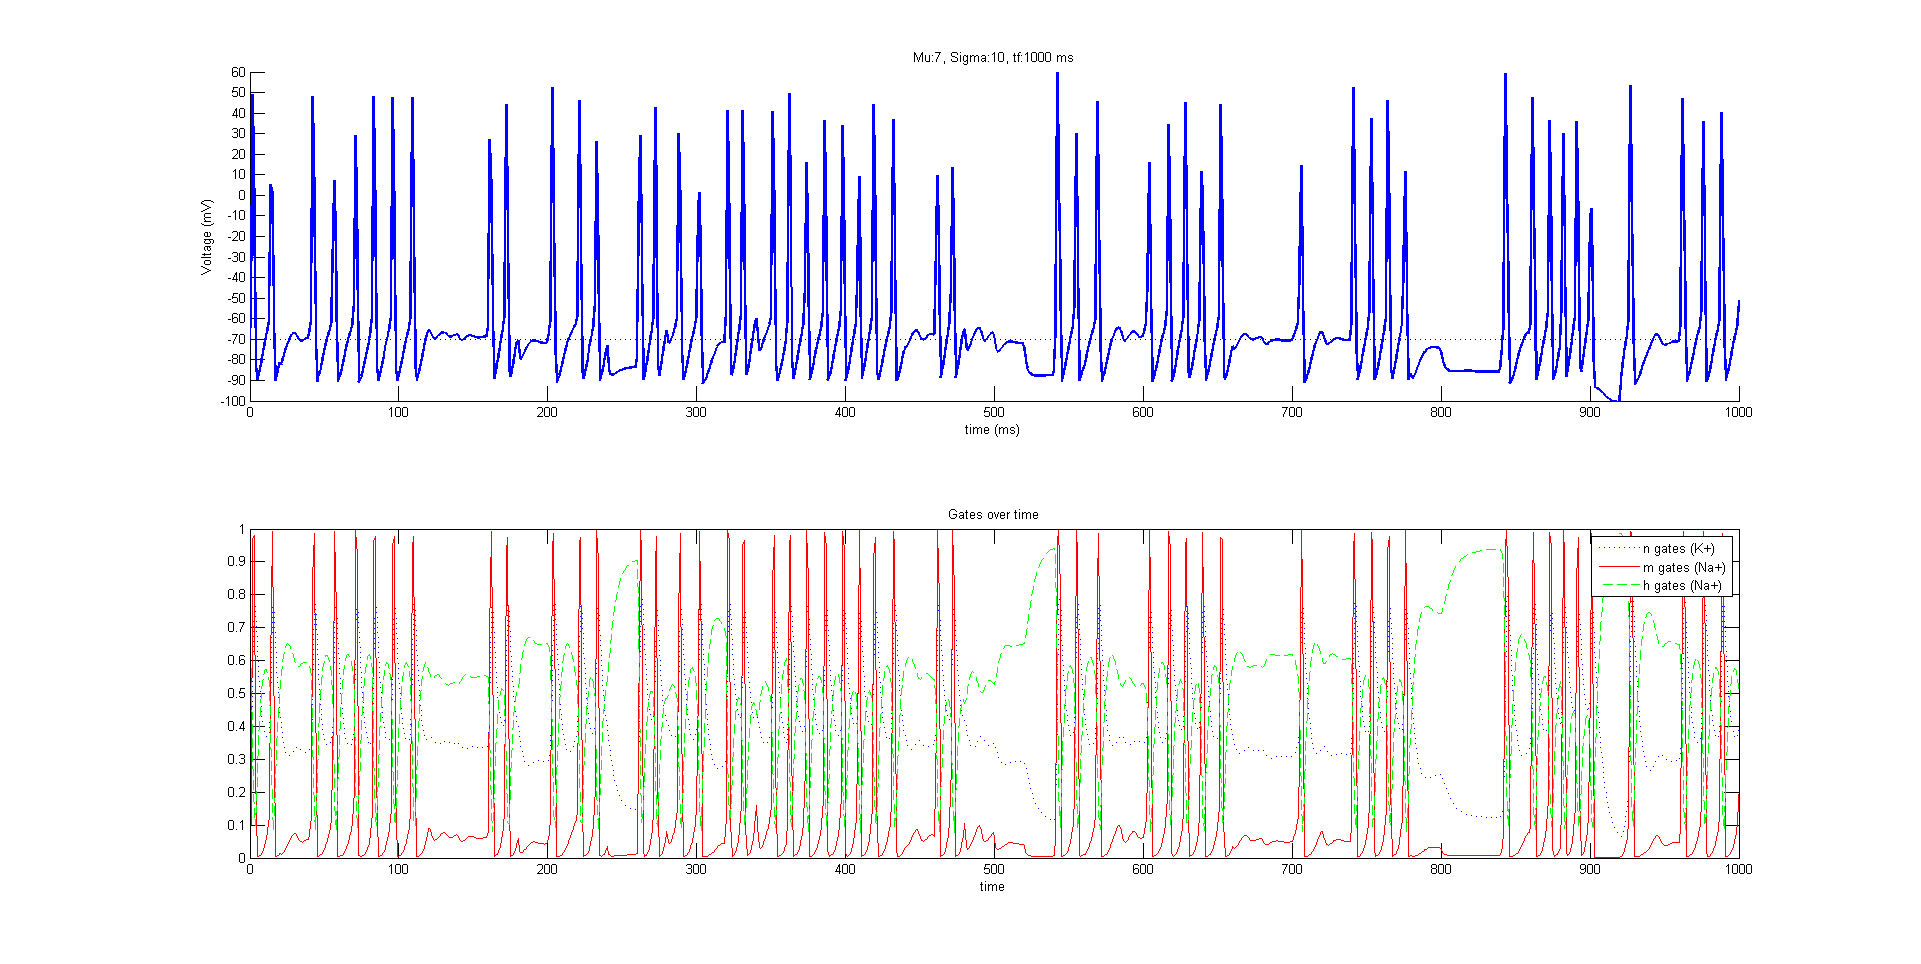 Mu:7, Sigma:10, tf:1000 ms
60
50
40
30
20
10
0
-10
-20
-30
-40
-50
-60
-70
-80
-90
-100
Voltage (mV)
0 100 200 300 400 500 600 700 800 900 1000
time (ms)
Gates over time
1
0.9
0.8
0.7
0.6
0.5
0.4
0.3
0.2
0.1
0
n gates (K+)
m gates (Na+)
h gates (Na+)
0 100 200 300 400 500 600 700 800 900 1000
time